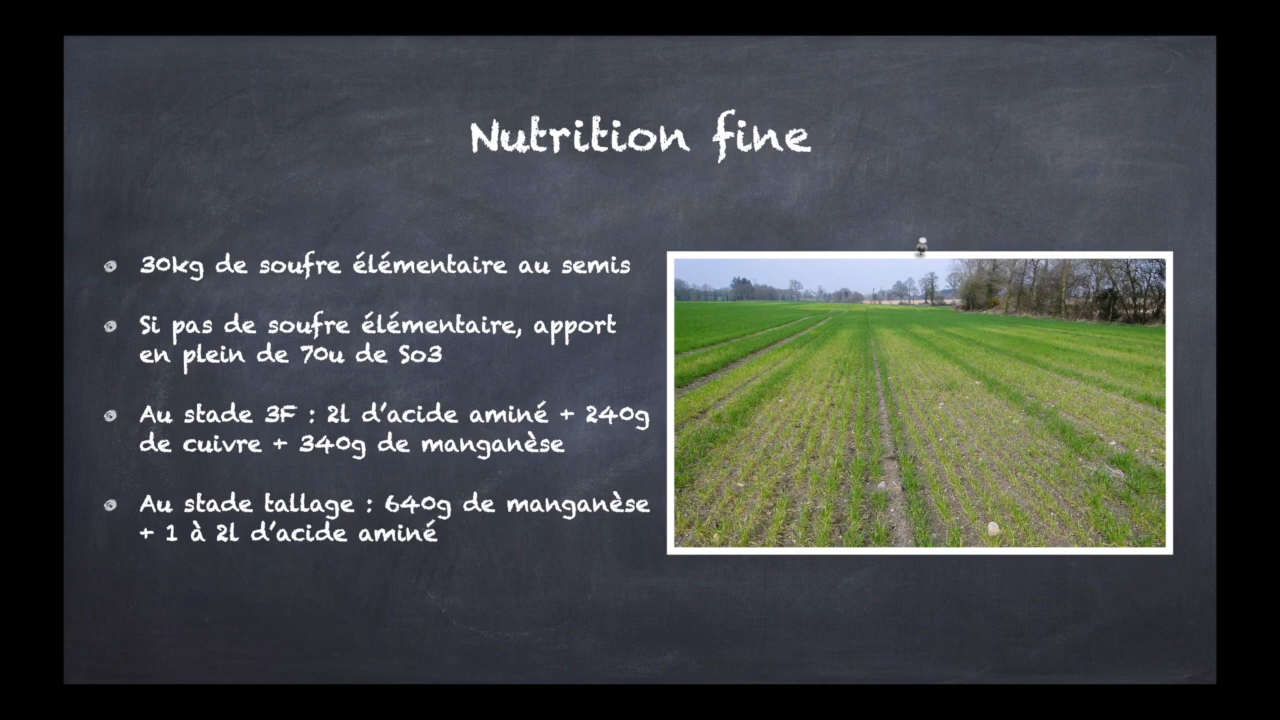 Nutrition fine
30kg de soufre élémentaire au semis
Si pas de soufre élémentaire, apport
en plein de 70u de So3
Au stade 3F : 2l d'acide aminé + 240g
de cuivre + 340g de manganèse
Au stade tallage : 640g de manganèse
+ 1 à 2l d'acide aminé